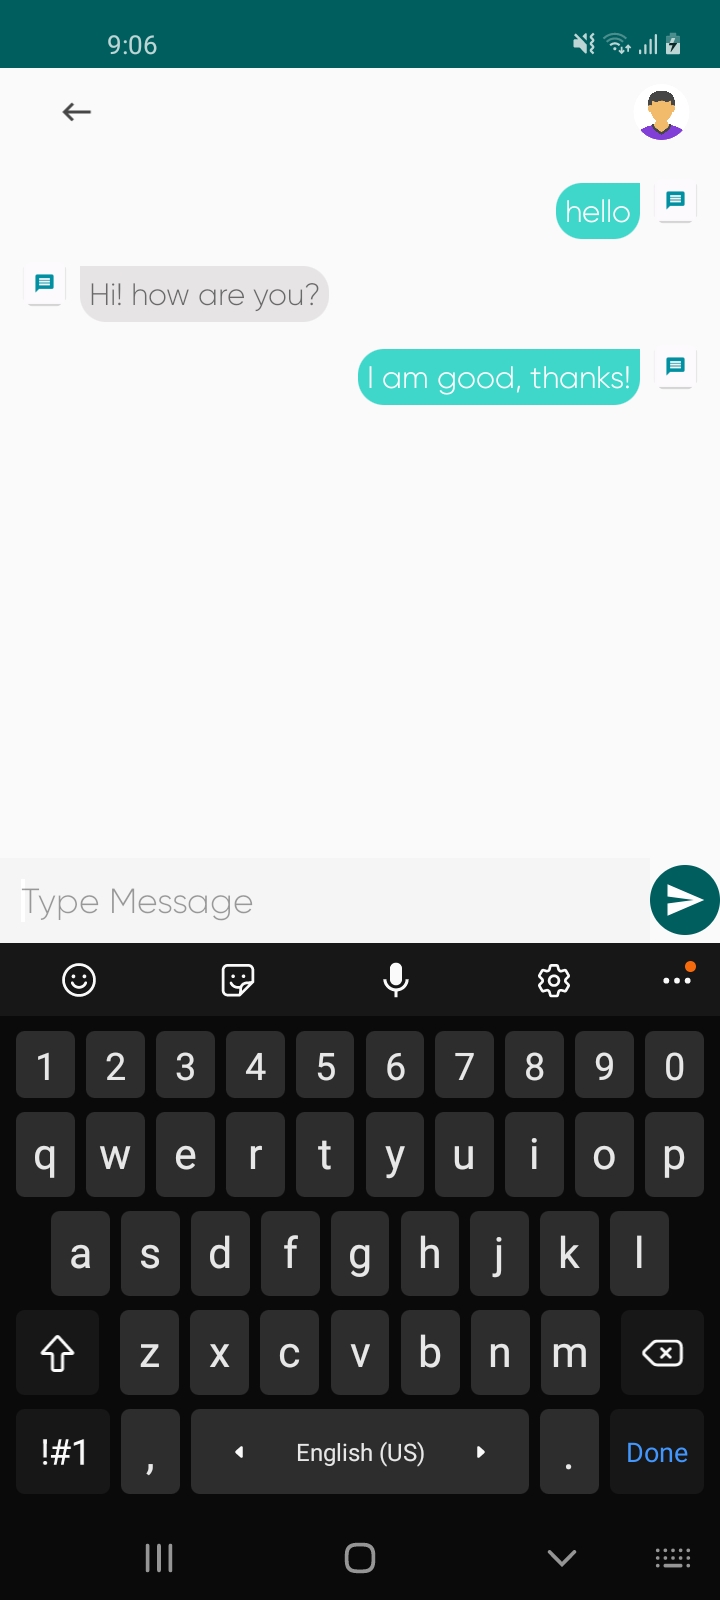 9:06
hello
Hi! how are you?
I am good, thanks!
Type Message
1 2 3 4 5 6 7 8 9 0
q w e r t y u i o p
a s d f g h j k l
z x c v b n m
!#1 , English (US) . Done